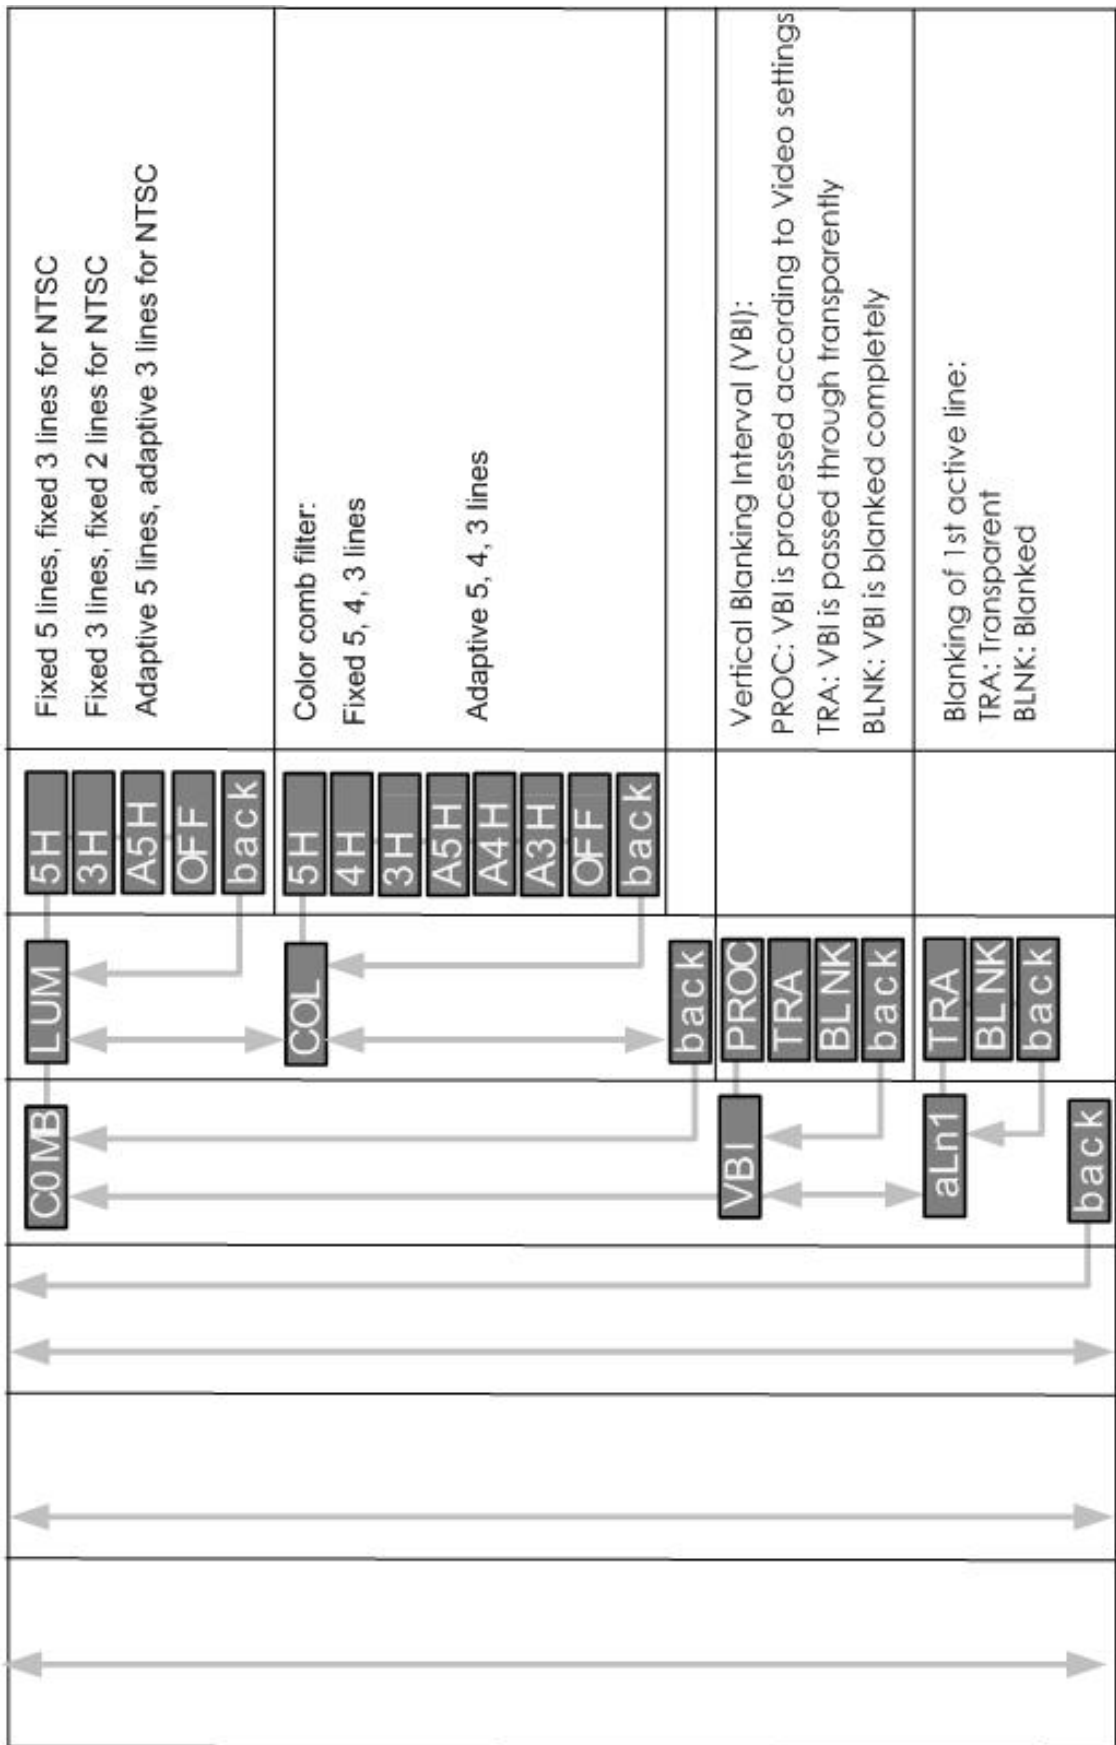 COMB
LUM
5H
Fixed 5 lines, fixed 3 lines for NTSC
3H
Fixed 3 lines, fixed 2 lines for NTSC
A5H
Adaptive 5 lines, adaptive 3 lines for NTSC
OFF
back
COL
5H
Color comb filter:
4H
Fixed 5, 4, 3 lines
3H
A5H
A4H
Adaptive 5, 4, 3 lines
A3H
OFF
back
back
VBI
PROC
Vertical Blanking Interval (VBI):
TRA
PROC: VBI is processed according to Video settings
BLNK
TRA: VBI is passed through transparently
back
BLNK: VBI is blanked completely
aLn1
TRA
Blanking of 1st active line:
BLNK
TRA: Transparent
back
BLNK: Blanked
back